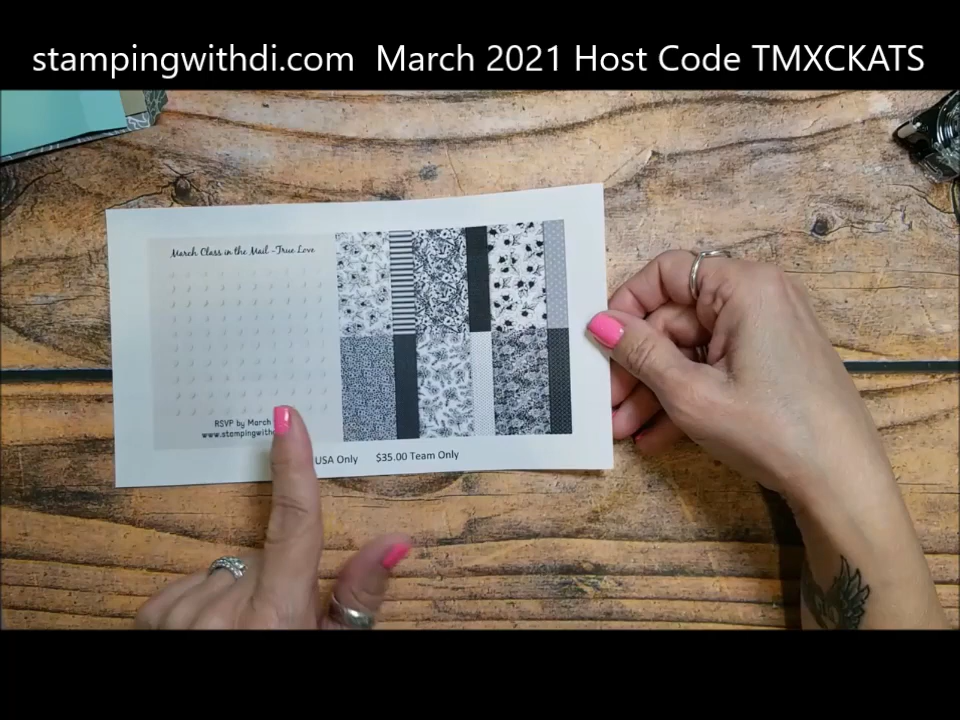 stampingwithdi.com  March 2021 Host Code TMXCKATS
March Class in the Mail -True Love
RSVP by March
www.stampingwith
USA Only  $35.00 Team Only